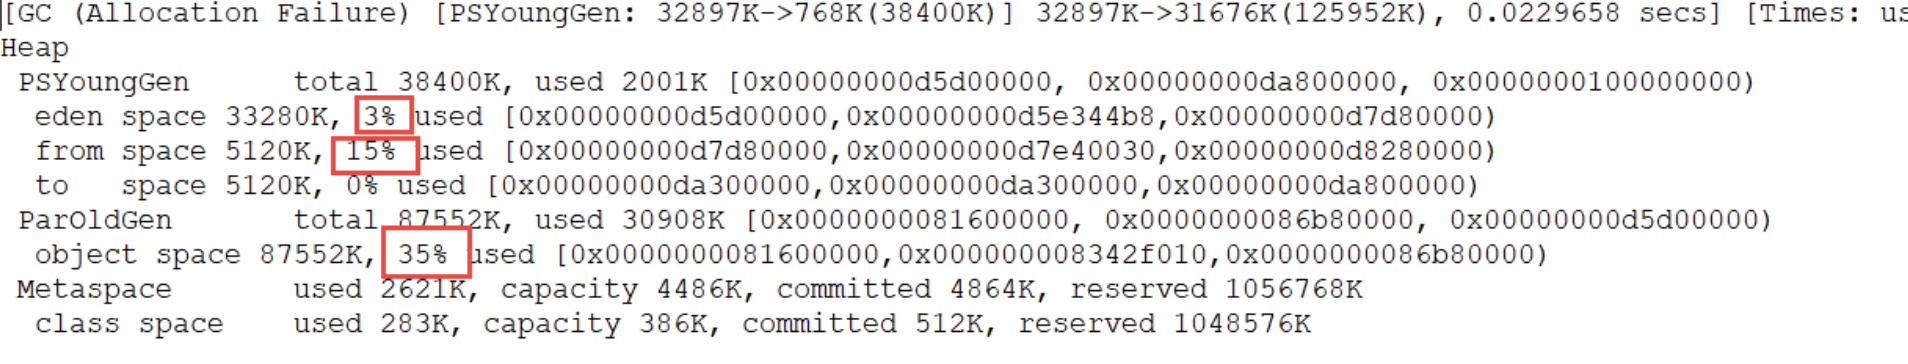 [GC (Allocation Failure) [PSYoungGen: 32897K->768K(38400K)] 32897K->31676K(125952K), 0.0229658 secs] [Times: us
Heap
PSYoungGen      total 38400K, used 2001K [0x00000000d5d00000, 0x00000000da800000, 0x0000000100000000)
eden space 33280K, 3% used [0x00000000d5d00000,0x00000000d5e344b8,0x00000000d7d80000)
from space 5120K, 15% used [0x00000000d7d80000,0x00000000d7e40030,0x00000000d8280000)
to   space 5120K, 0% used [0x00000000da300000,0x00000000da300000,0x00000000da800000)
ParOldGen       total 87552K, used 30908K [0x0000000081600000, 0x0000000086b80000, 0x00000000d5d00000)
object space 87552K, 35% used [0x0000000081600000,0x000000008342f010,0x0000000086b80000)
Metaspace       used 2621K, capacity 4486K, committed 4864K, reserved 1056768K
class space    used 283K, capacity 386K, committed 512K, reserved 1048576K